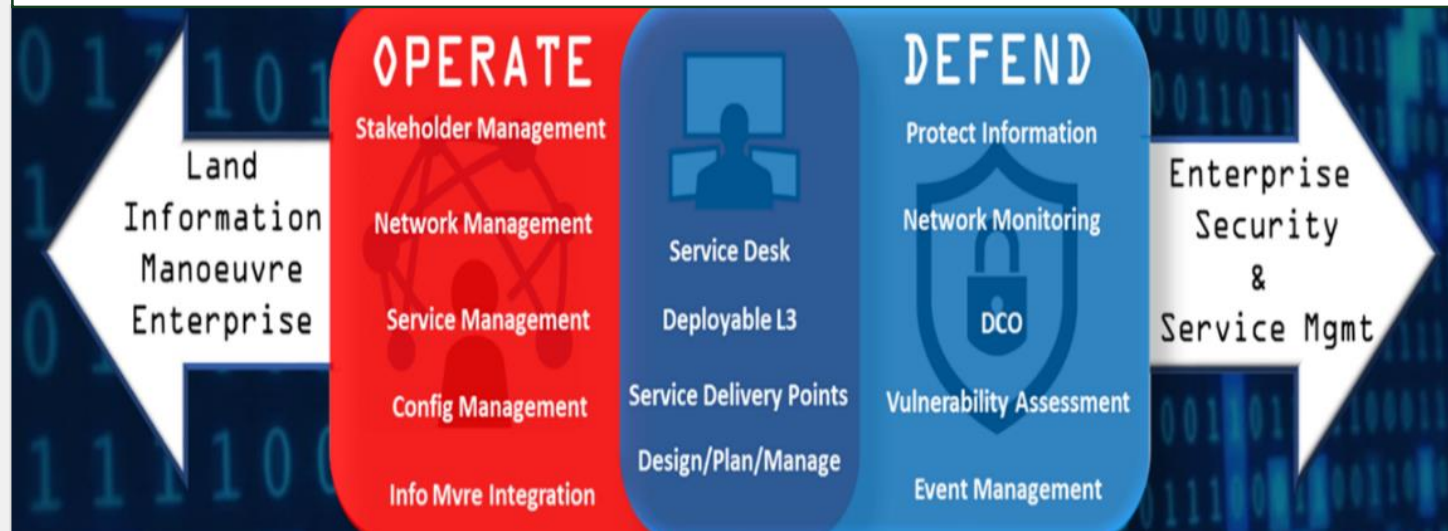 Land
Information
Manoeuvre
Enterprise
OPERATE
Stakeholder Management
Network Management
Service Management
Config Management
Info Mvre Integration
Service Desk
Deployable L3
Service Delivery Points
Design/Plan/Manage
DEFEND
Protect Information
Network Monitoring
DCO
Vulnerability Assessment
Event Management
Enterprise
Security
&
Service Mgmt